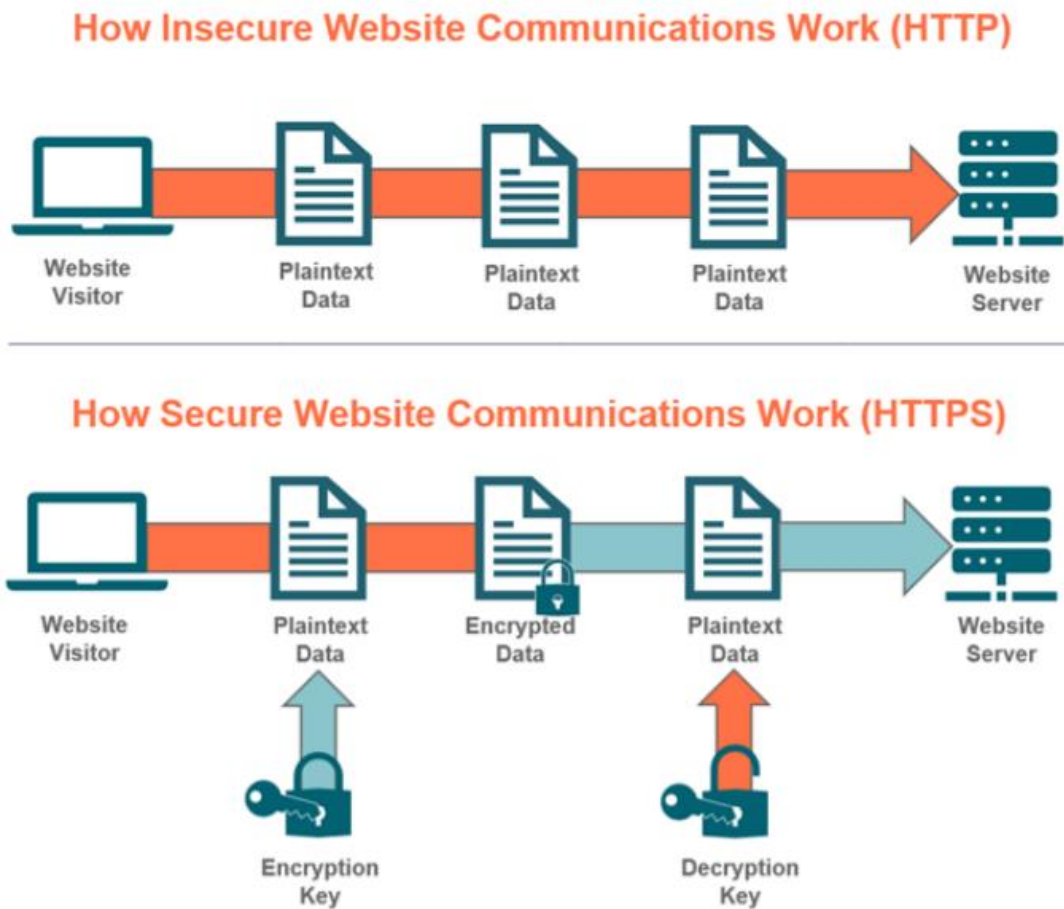 How Insecure Website Communications Work (HTTP)
Website
Visitor
Plaintext
Data
Plaintext
Data
Plaintext
Data
Website
Server
How Secure Website Communications Work (HTTPS)
Website
Visitor
Plaintext
Data
Encrypted
Data
Plaintext
Data
Website
Server
Encryption
Key
Decryption
Key